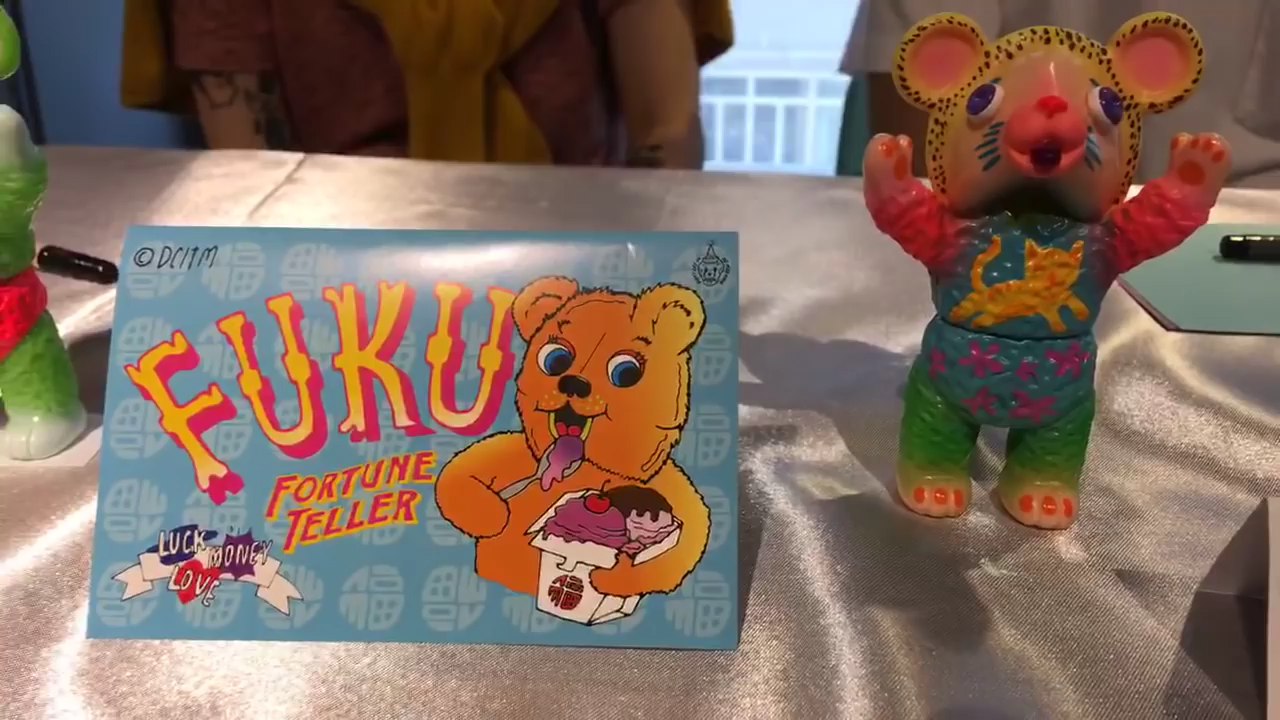 © DCITM
FUKU
FORTUNE
TELLER
LUCK
MONEY
LOVE
福